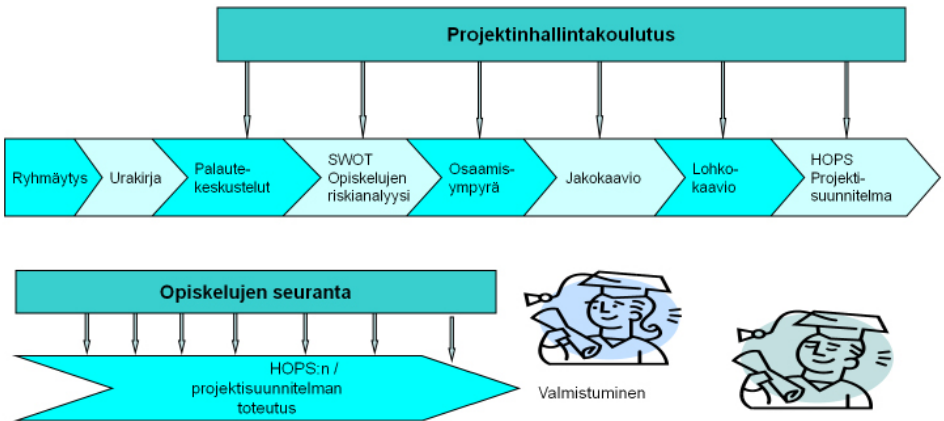 Projektinhallintakoulutus
Ryhmäytys
Urakirja
Palaute-
keskustelut
SWOT
Opiskelujen
riskianalyysi
Osaamis-
ympyrä
Jakokaavio
Lohko-
kaavio
HOPS
Projekti-
suunnitelma
Opiskelujen seuranta
HOPS:n /
projektisuunnitelman
toteutus
Valmistuminen